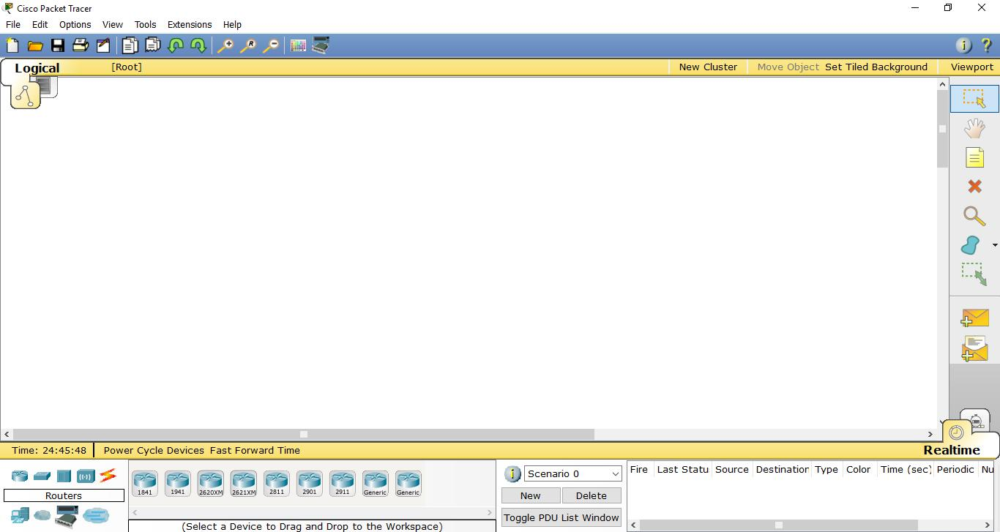 Cisco Packet Tracer
File Edit Options View Tools Extensions Help
R i ?
Logical [Root] New Cluster Move Object Set Tiled Background Viewport
Time: 24:45:48 Power Cycle Devices Fast Forward Time Realtime
i Scenario 0 Fire Last Statu Source Destination Type Color Time (sec) Periodic Nu
1841 1941 2620XM 2621XM 2811 2901 2911 Generic Generic
Routers New Delete
Toggle PDU List Window
(Select a Device to Drag and Drop to the Workspace)